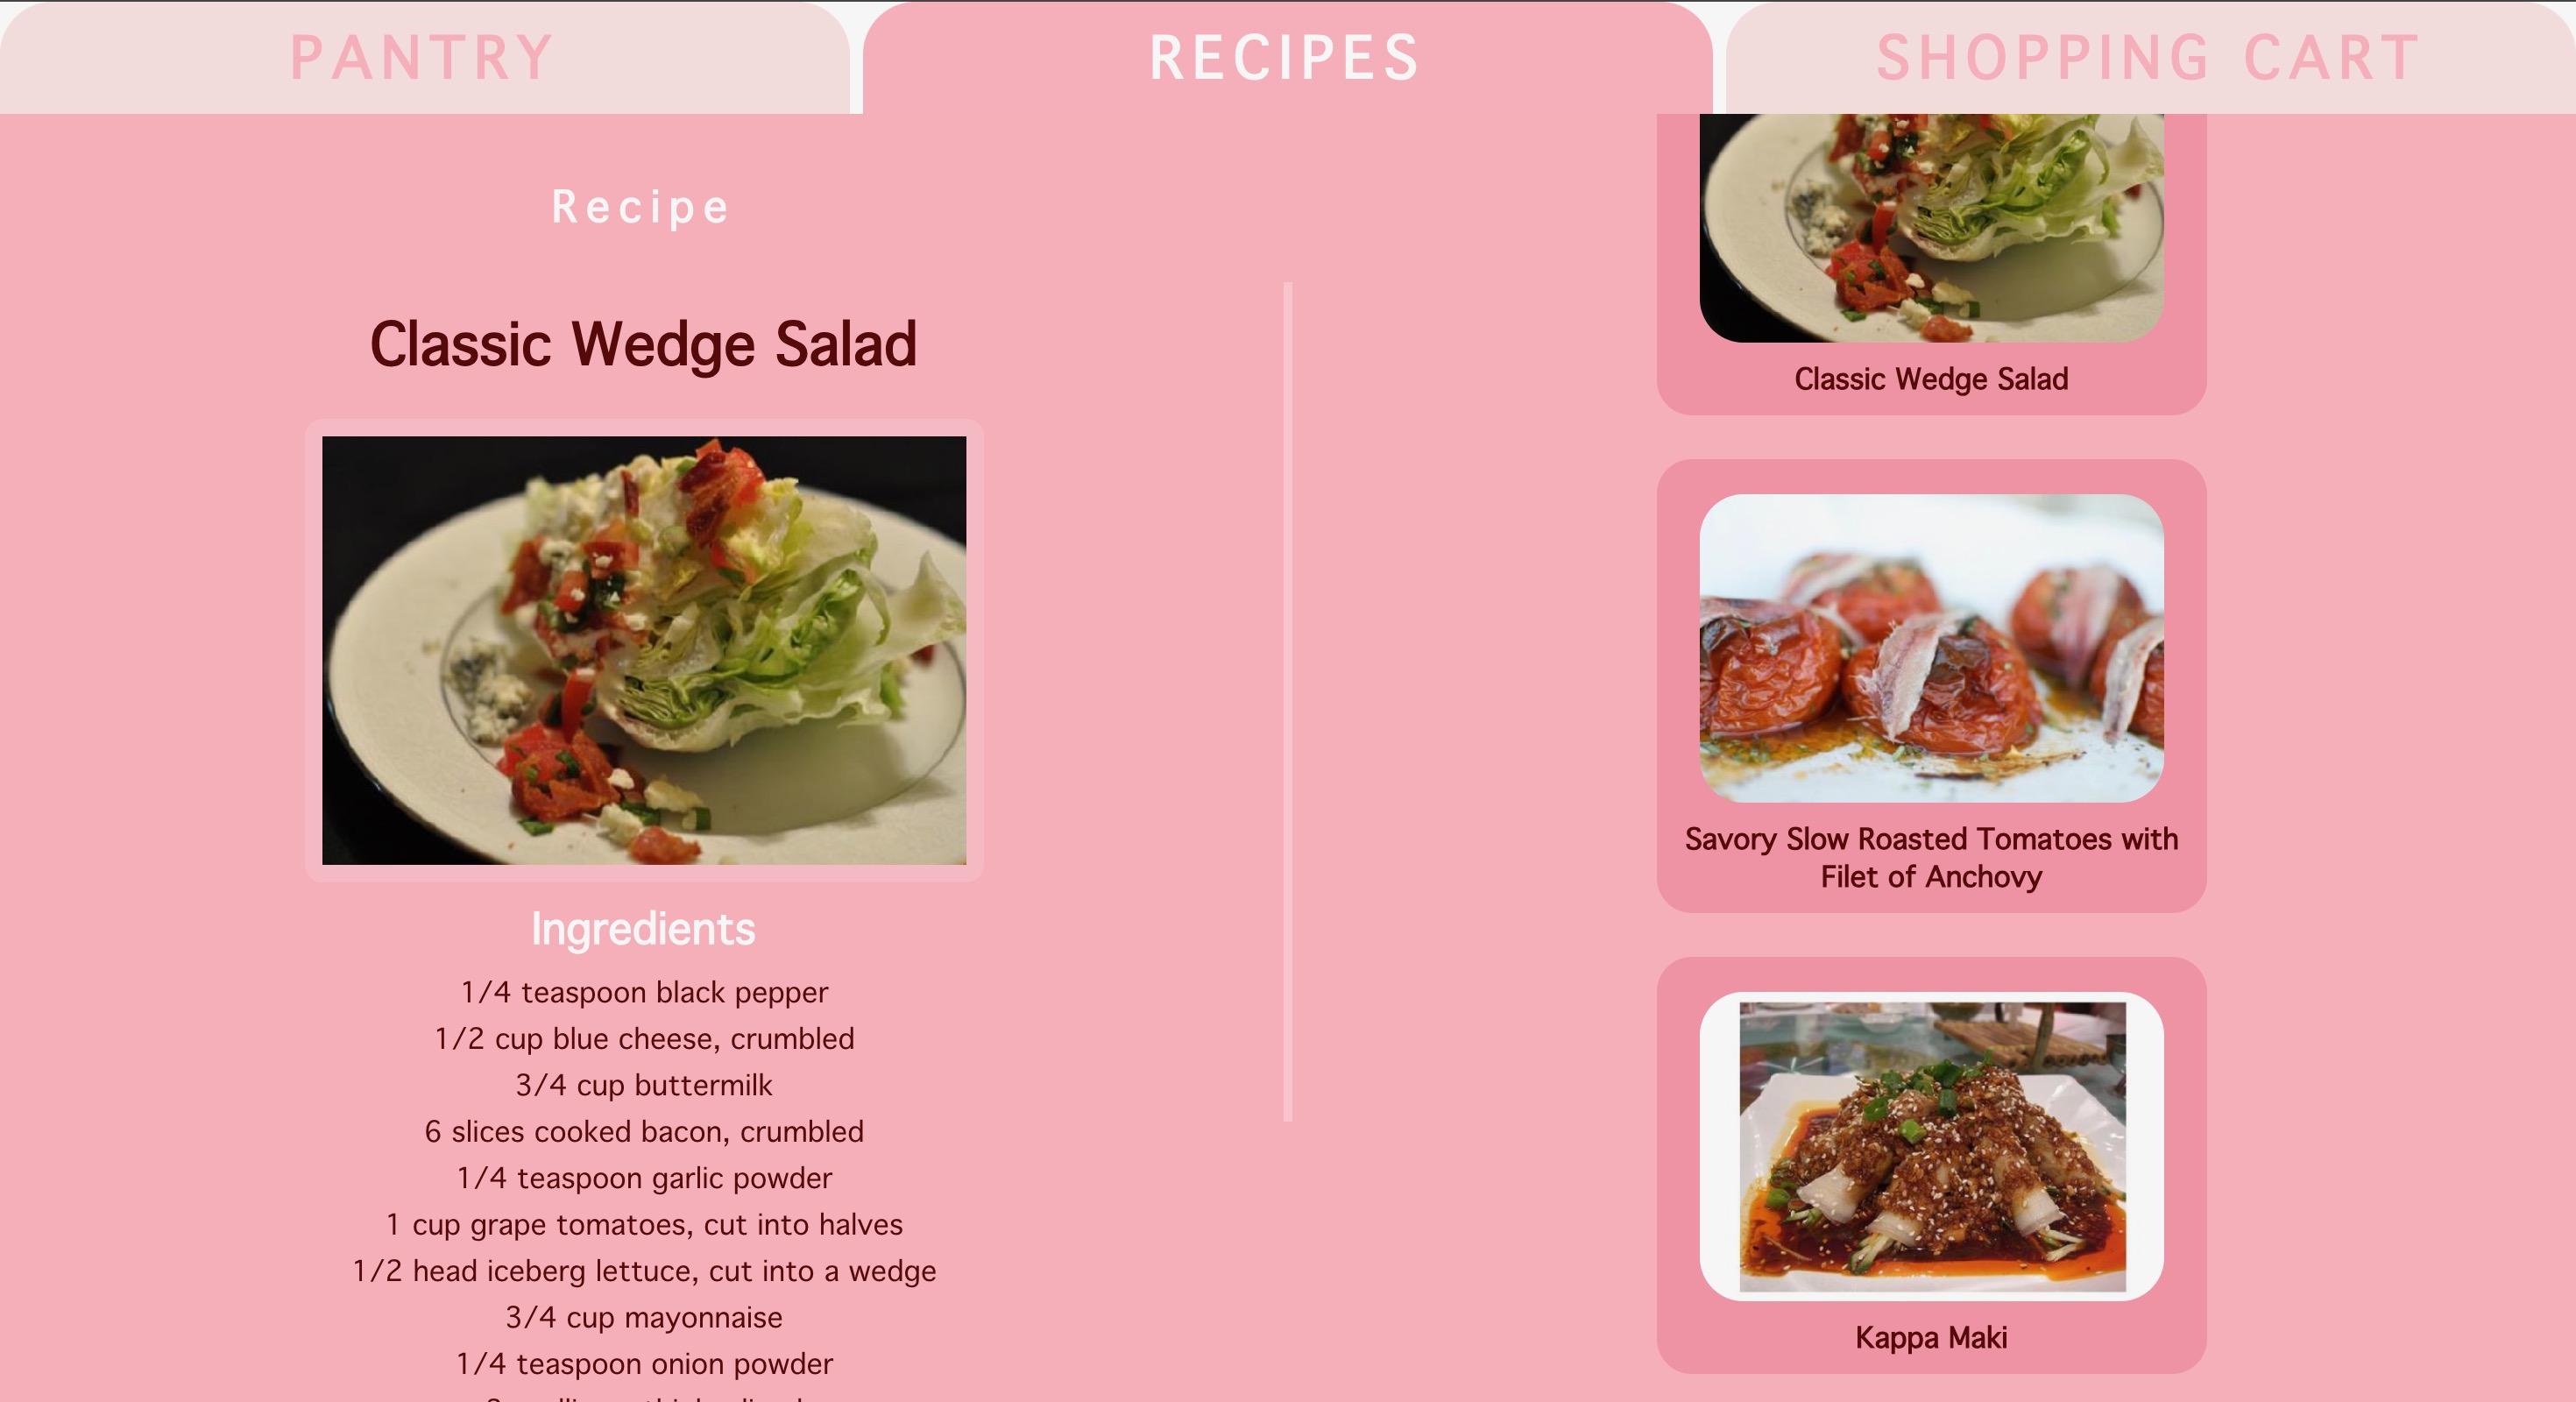 PANTRY
RECIPES
SHOPPING CART
Recipe
Classic Wedge Salad
Ingredients
1/4 teaspoon black pepper
1/2 cup blue cheese, crumbled
3/4 cup buttermilk
6 slices cooked bacon, crumbled
1/4 teaspoon garlic powder
1 cup grape tomatoes, cut into halves
1/2 head iceberg lettuce, cut into a wedge
3/4 cup mayonnaise
1/4 teaspoon onion powder
Classic Wedge Salad
Savory Slow Roasted Tomatoes with
Filet of Anchovy
Kappa Maki